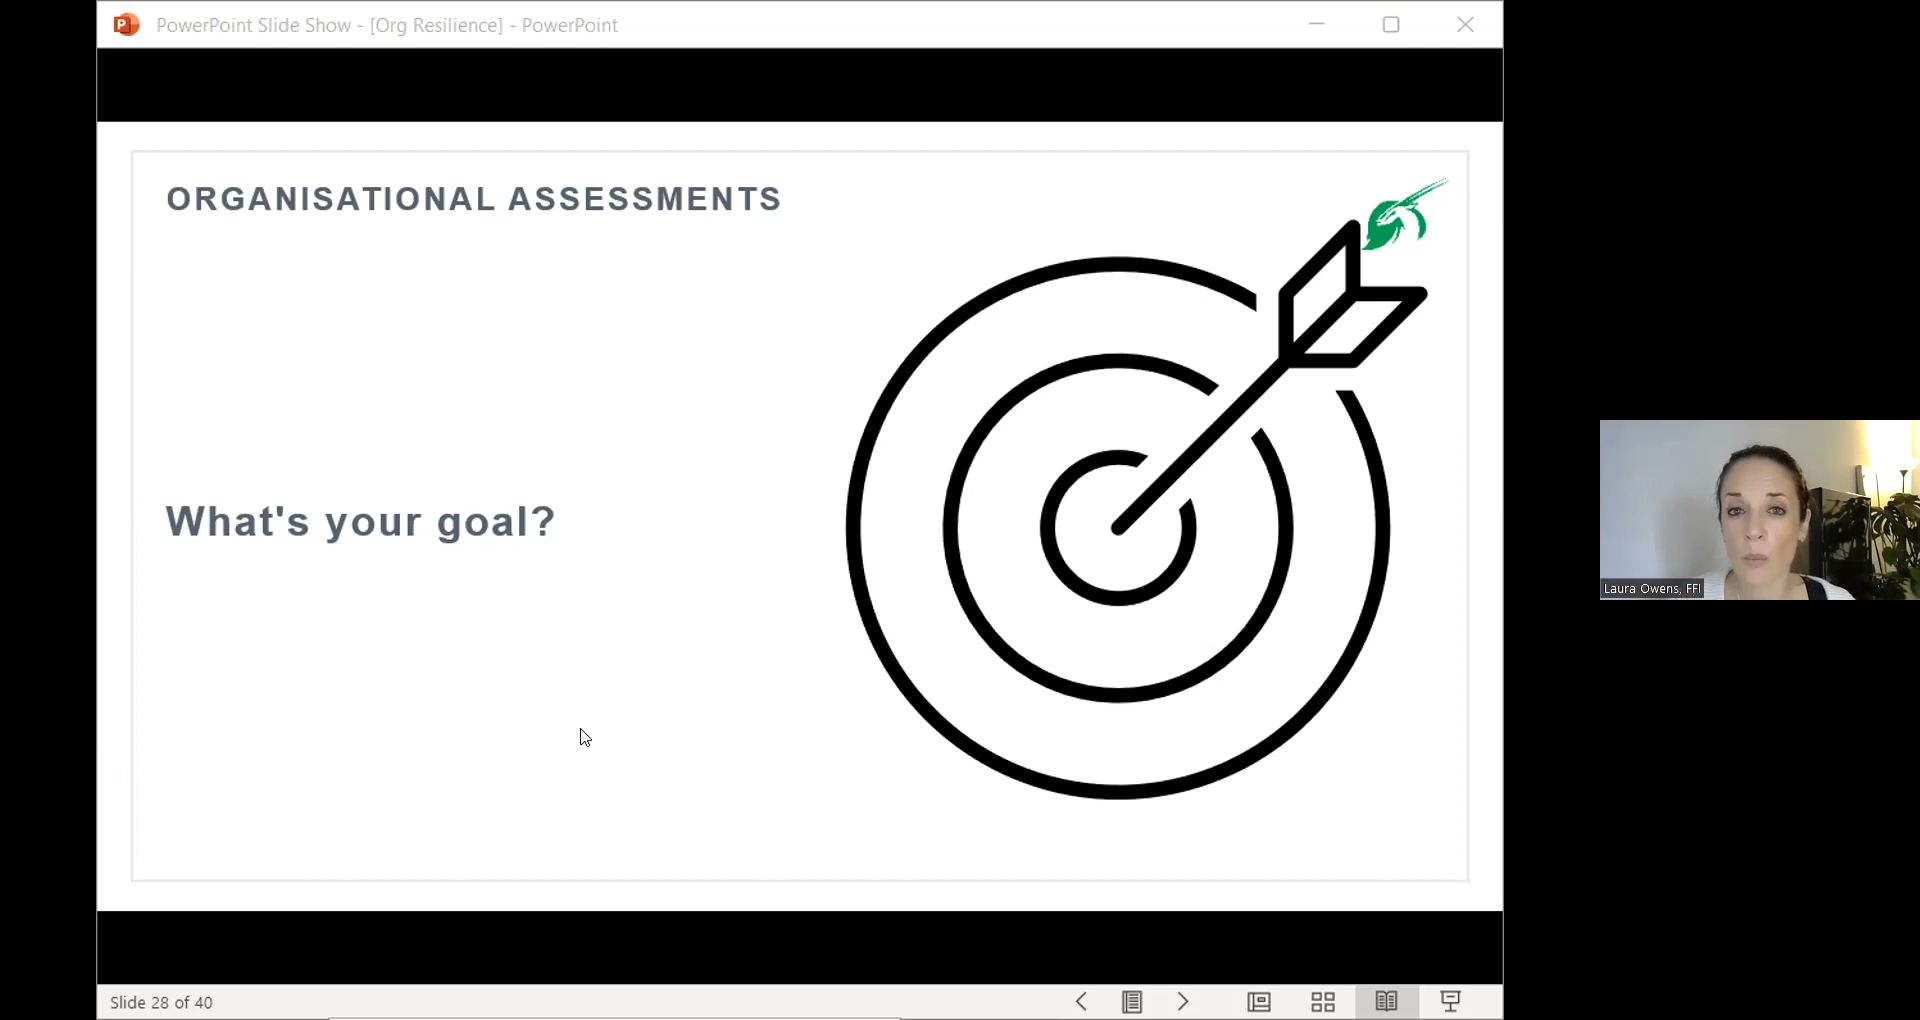 PowerPoint Slide Show - [Org Resilience] - PowerPoint
ORGANISATIONAL ASSESSMENTS
What's your goal?
Laura Owens, FFI
Slide 28 of 40